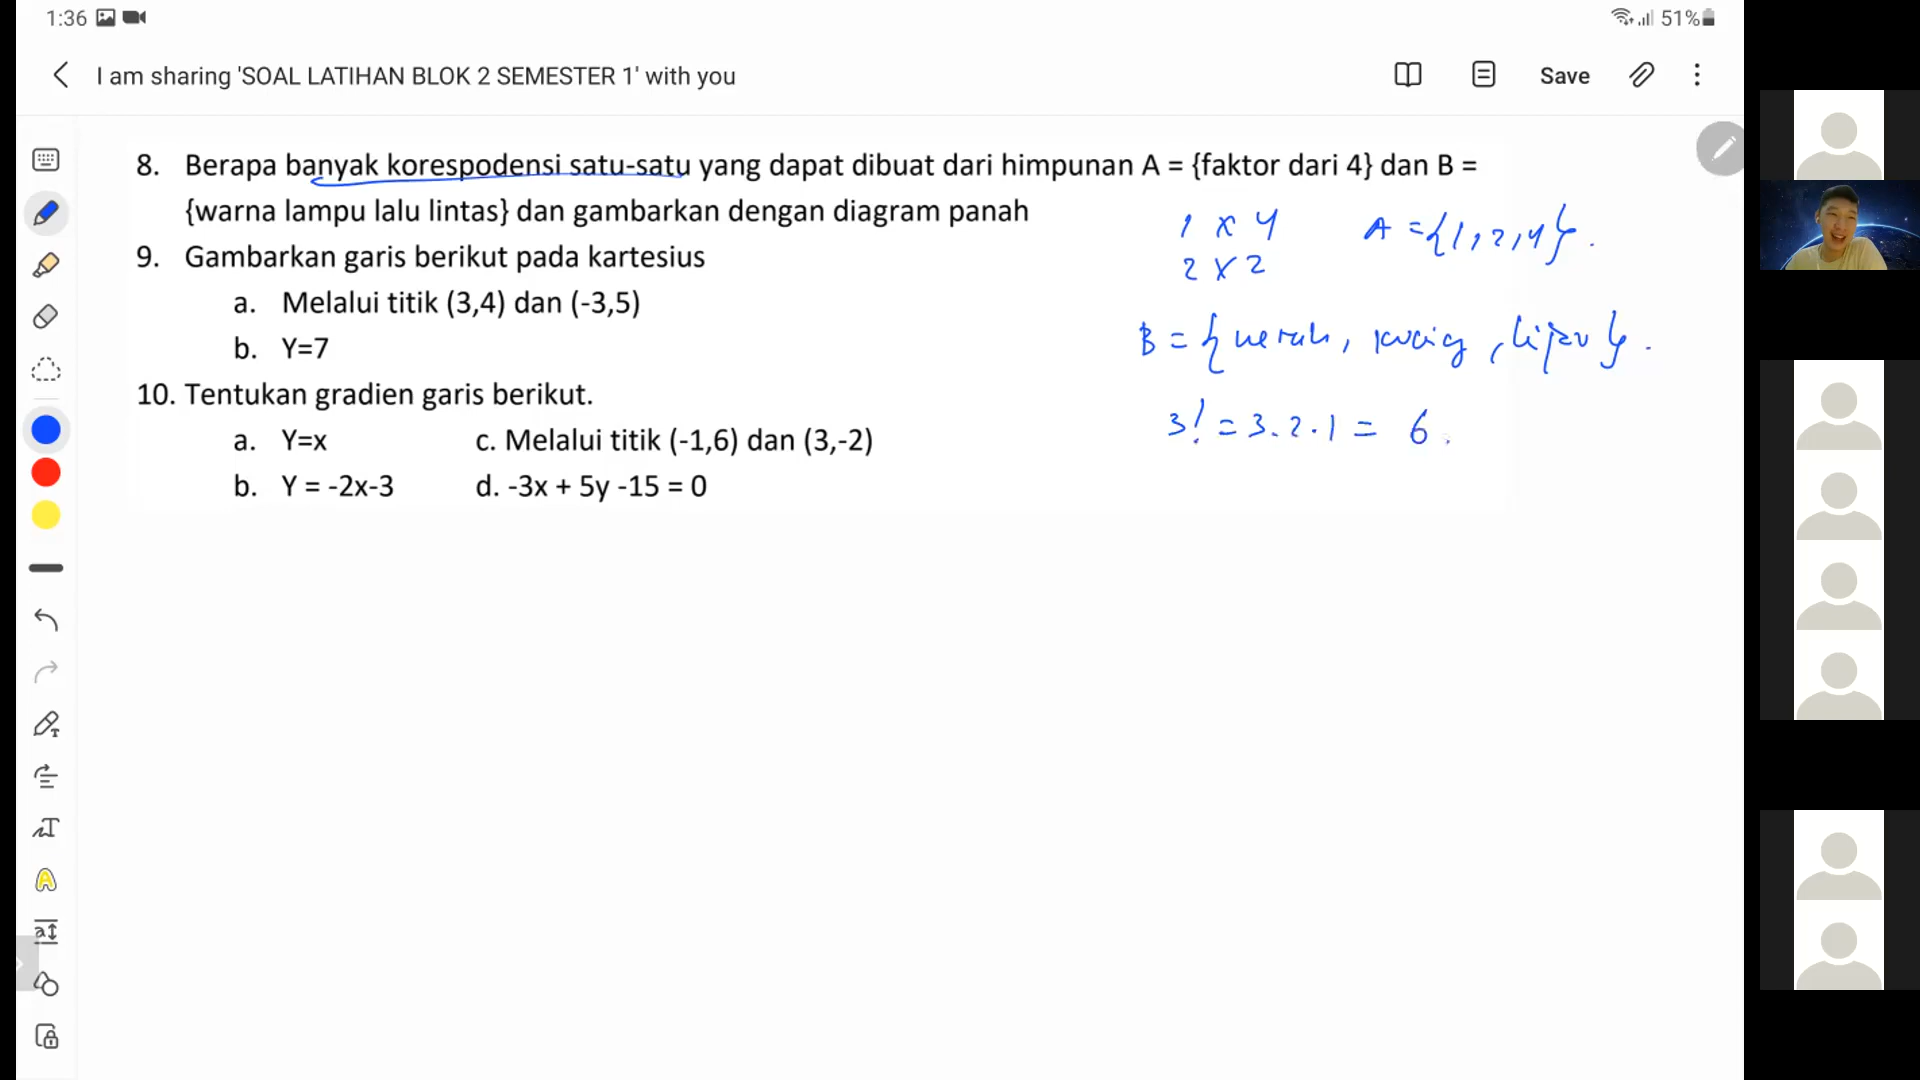 1:36 51%
I am sharing 'SOAL LATIHAN BLOK 2 SEMESTER 1' with you Save
8. Berapa banyak korespodensi satu-satu yang dapat dibuat dari himpunan A = {faktor dari 4} dan B =
{warna lampu lalu lintas} dan gambarkan dengan diagram panah
1 x 4 A = {1, 2, 4}.
2 x 2
9. Gambarkan garis berikut pada kartesius
a. Melalui titik (3,4) dan (-3,5)
b. Y=7
B = {merah, kuning, hijau}.
10. Tentukan gradien garis berikut.
a. Y=x c. Melalui titik (-1,6) dan (3,-2)
3! = 3.2.1 = 6.
b. Y = -2x-3 d. -3x + 5y -15 = 0